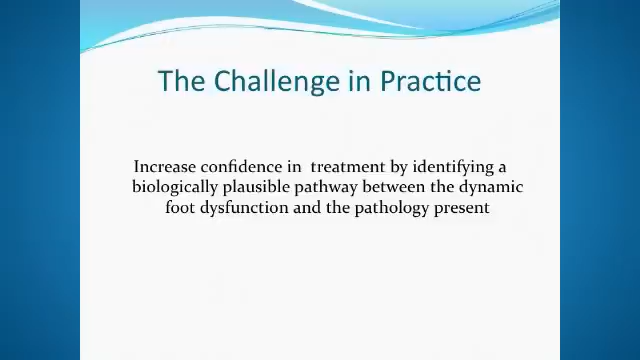 The Challenge in Practice
Increase confidence in  treatment by identifying a
biologically plausible pathway between the dynamic
foot dysfunction and the pathology present